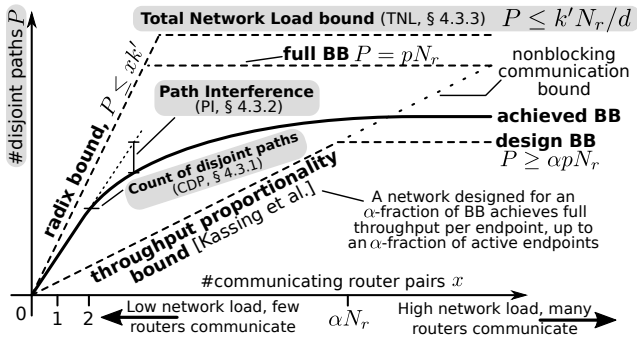 Total Network Load bound (TNL, § 4.3.3) P ≤ k′N_r/d
#disjoint paths P
full BB P = pN_r
nonblocking
communication
bound
radix bound, P ≤ xk′
Path Interference
(PI, § 4.3.2)
achieved BB
design BB
P ≥ αpN_r
Count of disjoint paths
(CDP, § 4.3.1)
throughput proportionality
bound [Kassing et al.]
A network designed for an
α-fraction of BB achieves full
throughput per endpoint, up to
an α-fraction of active endpoints
#communicating router pairs x
0
1
2
αN_r
Low network load, few
routers communicate
High network load, many
routers communicate